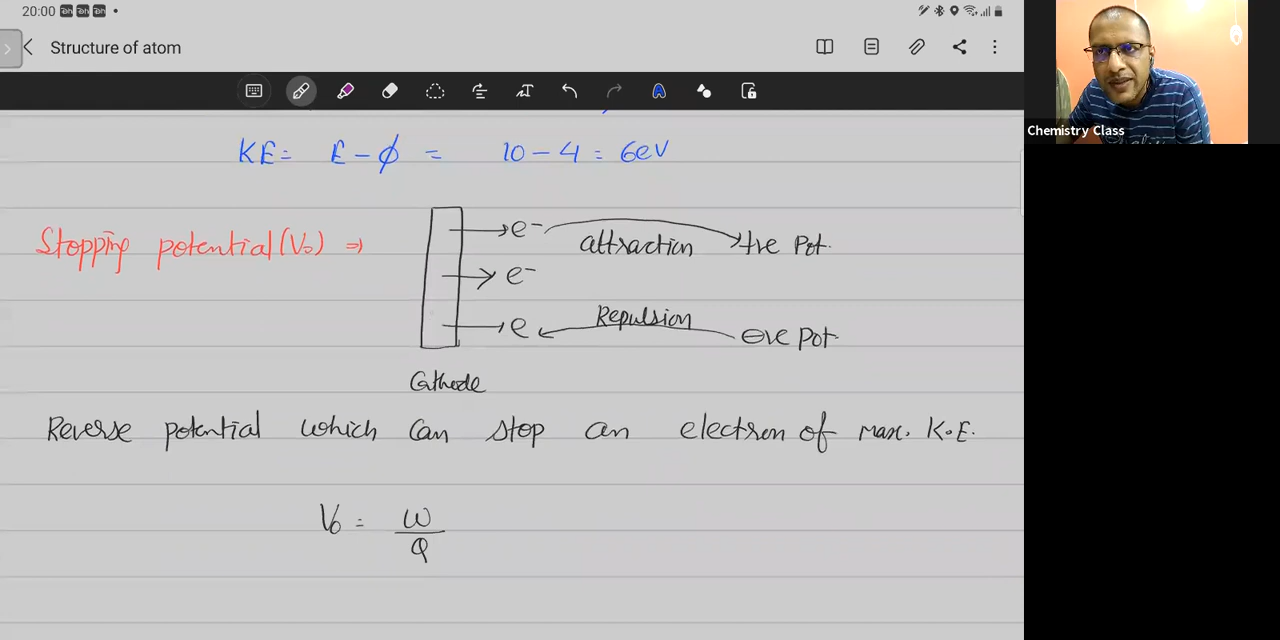 20:00
Structure of atom
Chemistry Class
KE = E - ϕ = 10 - 4 = 6eV
Stopping potential (V₀) ⇒
e⁻ attraction +ve Pot.
e⁻
e Repulsion ⊖ve Pot.
Cathode
Reverse potential which can stop an electron of max. K.E.
V₀ = W
Q